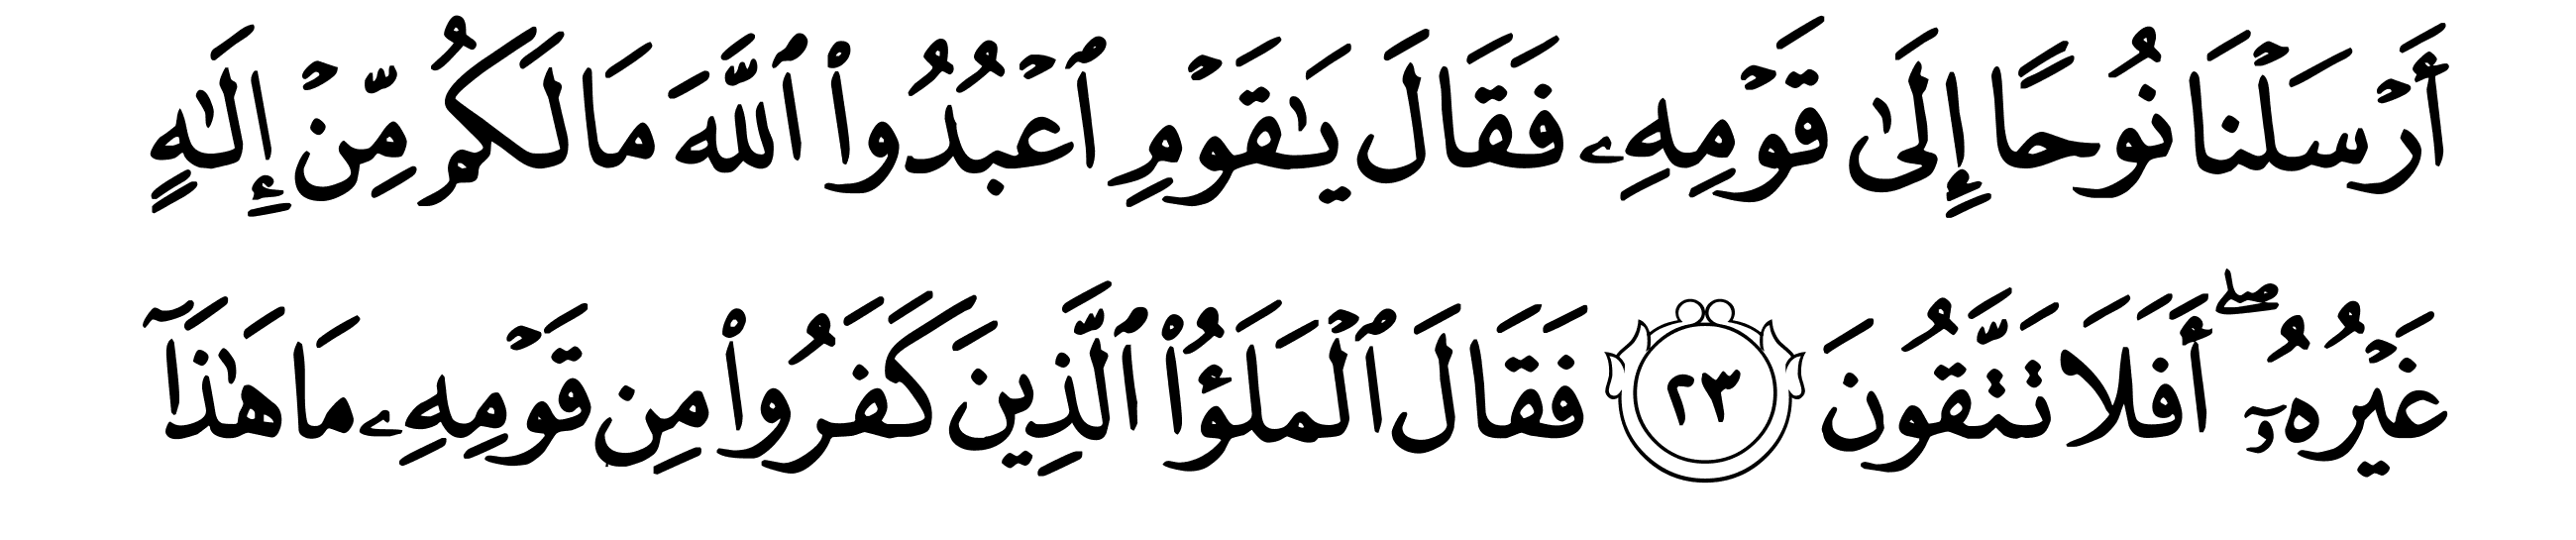 أَرۡسَلۡنَا نُوحًا إِلَىٰ قَوۡمِهِۦ فَقَالَ يَٰقَوۡمِ ٱعۡبُدُواْ ٱللَّهَ مَا لَكُم مِّنۡ إِلَٰهٍ
غَيۡرُهُۥٓۖ أَفَلَا تَتَّقُونَ ٢٣ فَقَالَ ٱلۡمَلَؤُاْ ٱلَّذِينَ كَفَرُواْ مِن قَوۡمِهِۦ مَا هَٰذَآ